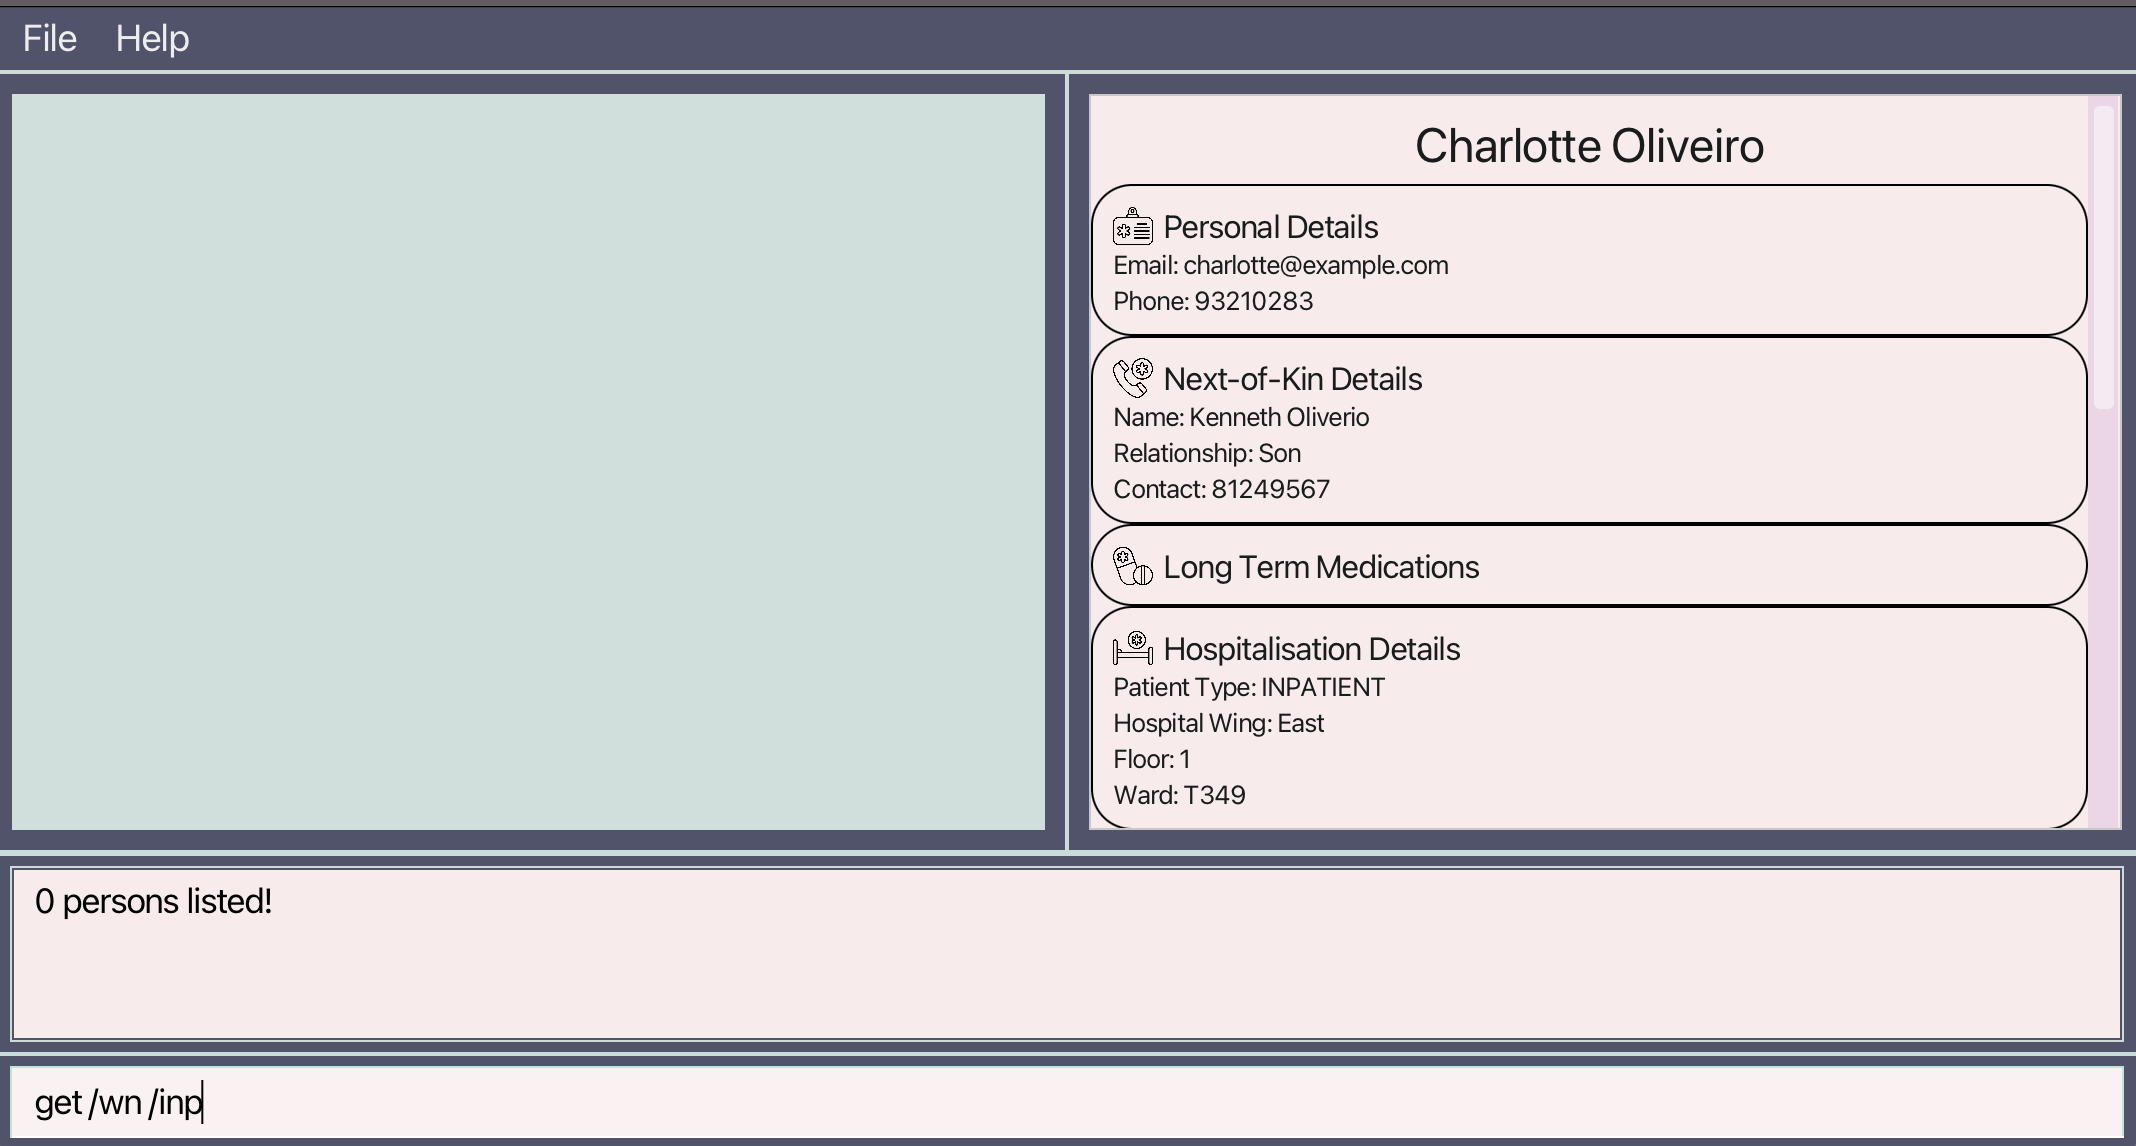 File Help
Charlotte Oliveiro
Personal Details
Email: charlotte@example.com
Phone: 93210283
Next-of-Kin Details
Name: Kenneth Oliverio
Relationship: Son
Contact: 81249567
Long Term Medications
Hospitalisation Details
Patient Type: INPATIENT
Hospital Wing: East
Floor: 1
Ward: T349
0 persons listed!
get /wn /inp